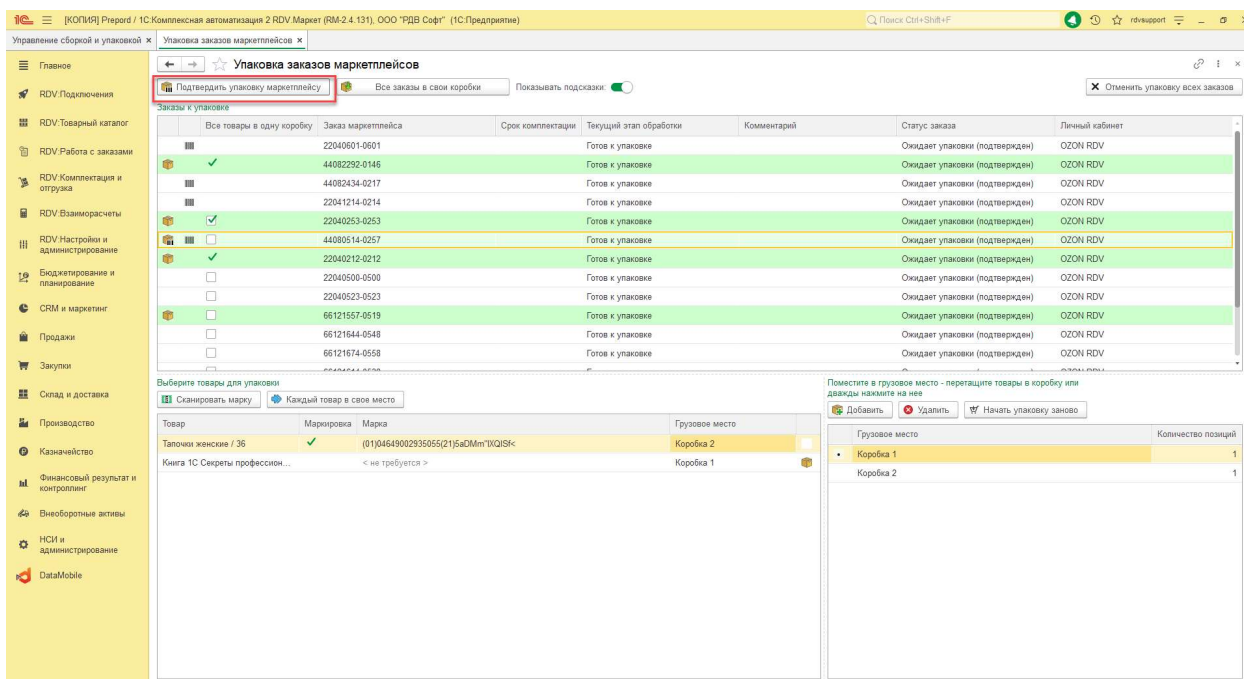 [КОПИЯ] Prepord / 1С:Комплексная автоматизация 2 RDV.Маркет (RM-2.4.131), ООО "РДВ Софт" (1С:Предприятие)
Поиск Ctrl+Shift+F
rdvsupport
Управление сборкой и упаковкой × Упаковка заказов маркетплейсов ×
Главное
RDV:Подключения
RDV:Товарный каталог
RDV:Работа с заказами
RDV:Комплектация и
отгрузка
RDV:Взаиморасчеты
RDV:Настройки и
администрирование
Бюджетирование и
планирование
CRM и маркетинг
Продажи
Закупки
Склад и доставка
Производство
Казначейство
Финансовый результат и
контроллинг
Внеоборотные активы
НСИ и
администрирование
DataMobile
Упаковка заказов маркетплейсов
Подтвердить упаковку маркетплейсу Все заказы в свои коробки Показывать подсказки: Отменить упаковку всех заказов
Заказы к упаковке
Все товары в одну коробку Заказ маркетплейса Срок комплектации Текущий этап обработки Комментарий Статус заказа Личный кабинет
22040601-0601 Готов к упаковке Ожидает упаковки (подтвержден) OZON RDV
44082292-0146 Готов к упаковке Ожидает упаковки (подтвержден) OZON RDV
44082434-0217 Готов к упаковке Ожидает упаковки (подтвержден) OZON RDV
22041214-0214 Готов к упаковке Ожидает упаковки (подтвержден) OZON RDV
22040253-0253 Готов к упаковке Ожидает упаковки (подтвержден) OZON RDV
44080514-0257 Готов к упаковке Ожидает упаковки (подтвержден) OZON RDV
22040212-0212 Готов к упаковке Ожидает упаковки (подтвержден) OZON RDV
22040500-0500 Готов к упаковке Ожидает упаковки (подтвержден) OZON RDV
22040523-0523 Готов к упаковке Ожидает упаковки (подтвержден) OZON RDV
66121557-0519 Готов к упаковке Ожидает упаковки (подтвержден) OZON RDV
66121644-0548 Готов к упаковке Ожидает упаковки (подтвержден) OZON RDV
66121674-0558 Готов к упаковке Ожидает упаковки (подтвержден) OZON RDV
Выберите товары для упаковки
Сканировать марку Каждый товар в свое место
Товар Маркировка Марка Грузовое место
Тапочки женские / 36 (01)04649002935055(21)5aDMm"lXQISf< Коробка 2
Книга 1С Секреты профессион... < не требуется > Коробка 1
Поместите в грузовое место - перетащите товары в коробку или
дважды нажмите на нее
Добавить Удалить Начать упаковку заново
Грузовое место Количество позиций
Коробка 1 1
Коробка 2 1